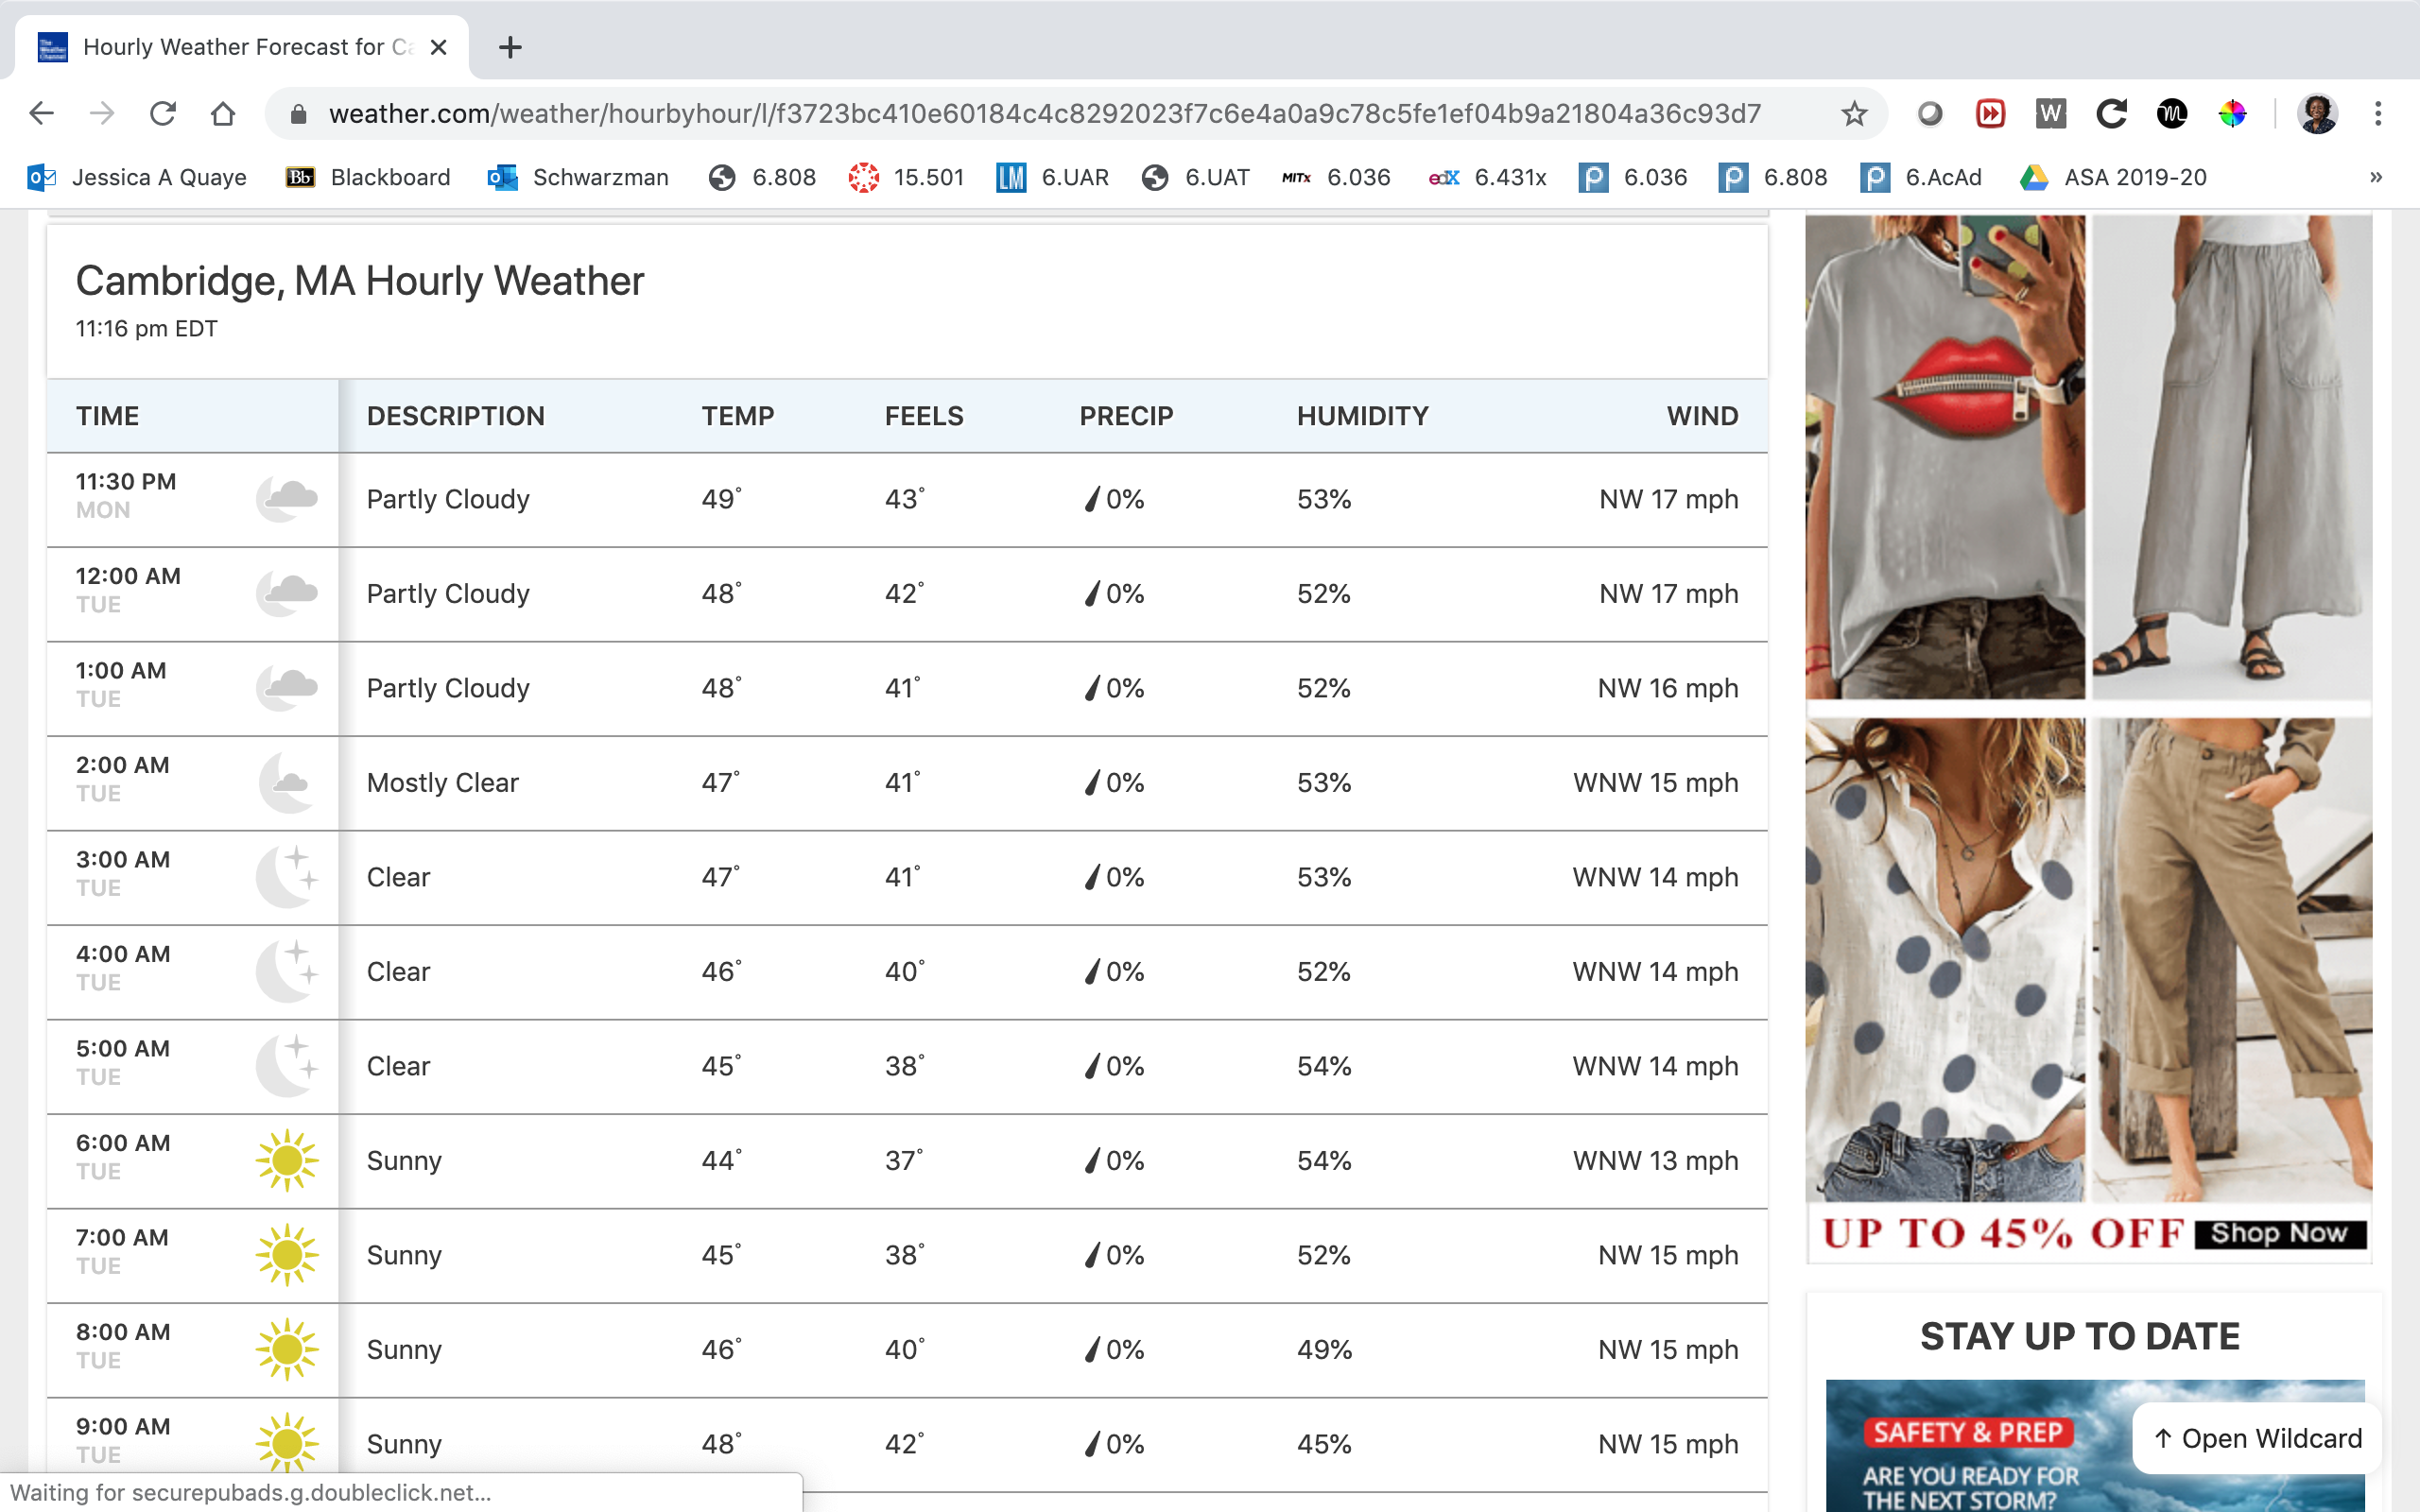 Hourly Weather Forecast for Ca
weather.com/weather/hourbyhour/l/f3723bc410e60184c4c8292023f7c6e4a0a9c78c5fe1ef04b9a21804a36c93d7
Jessica A Quaye Blackboard Schwarzman 6.808 15.501 6.UAR 6.UAT 6.036 6.431x 6.036 6.808 6.AcAd ASA 2019-20 »
Cambridge, MA Hourly Weather
11:16 pm EDT
TIME DESCRIPTION TEMP FEELS PRECIP HUMIDITY WIND
11:30 PM MON Partly Cloudy 49° 43° 0% 53% NW 17 mph
12:00 AM TUE Partly Cloudy 48° 42° 0% 52% NW 17 mph
1:00 AM TUE Partly Cloudy 48° 41° 0% 52% NW 16 mph
2:00 AM TUE Mostly Clear 47° 41° 0% 53% WNW 15 mph
3:00 AM TUE Clear 47° 41° 0% 53% WNW 14 mph
4:00 AM TUE Clear 46° 40° 0% 52% WNW 14 mph
5:00 AM TUE Clear 45° 38° 0% 54% WNW 14 mph
6:00 AM TUE Sunny 44° 37° 0% 54% WNW 13 mph
7:00 AM TUE Sunny 45° 38° 0% 52% NW 15 mph
8:00 AM TUE Sunny 46° 40° 0% 49% NW 15 mph
9:00 AM TUE Sunny 48° 42° 0% 45% NW 15 mph
Waiting for securepubads.g.doubleclick.net...
UP TO 45% OFF Shop Now
STAY UP TO DATE
SAFETY & PREP
ARE YOU READY FOR
THE NEXT STORM?
↑ Open Wildcard